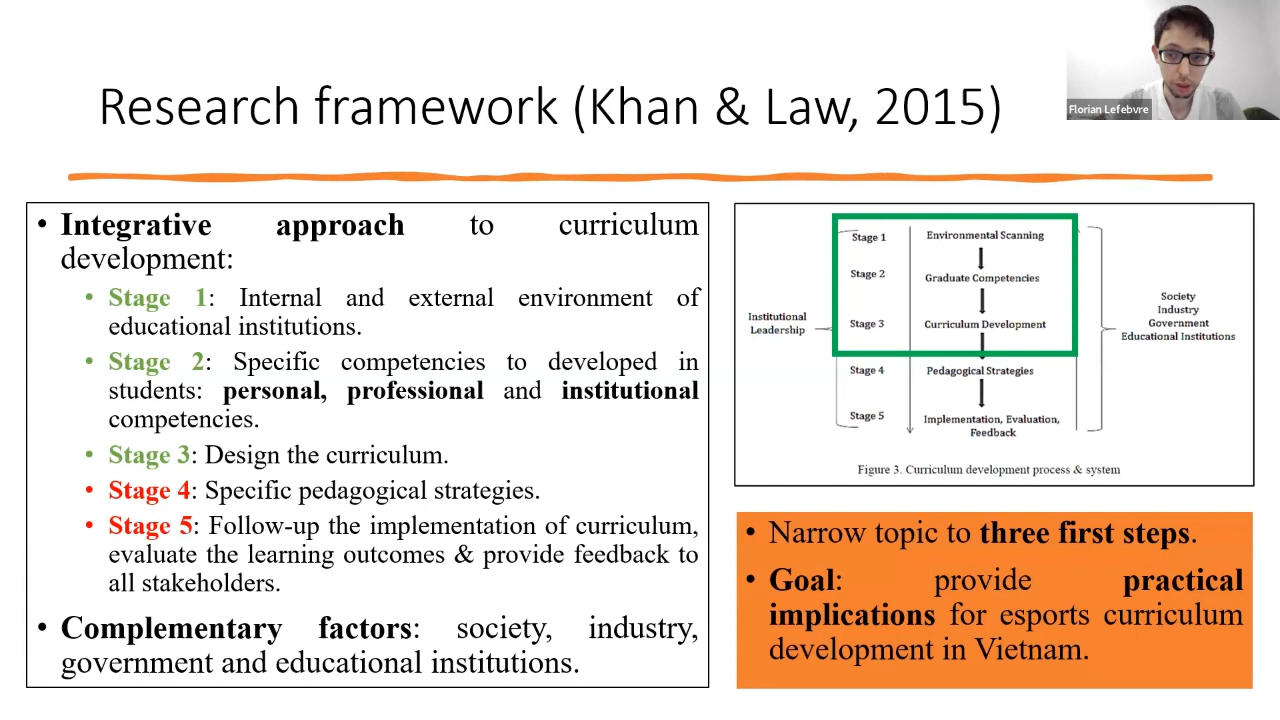 Research framework (Khan & Law, 2015)
Florian Lefebvre
• Integrative approach to curriculum
development:
• Stage 1: Internal and external environment of
educational institutions.
• Stage 2: Specific competencies to developed in
students: personal, professional and institutional
competencies.
• Stage 3: Design the curriculum.
• Stage 4: Specific pedagogical strategies.
• Stage 5: Follow-up the implementation of curriculum,
evaluate the learning outcomes & provide feedback to
all stakeholders.
• Complementary factors: society, industry,
government and educational institutions.
Institutional
Leadership
Stage 1 Environmental Scanning
Stage 2 Graduate Competencies
Stage 3 Curriculum Development
Stage 4 Pedagogical Strategies
Stage 5 Implementation, Evaluation,
Feedback
Society
Industry
Government
Educational Institutions
Figure 3. Curriculum development process & system
• Narrow topic to three first steps.
• Goal: provide practical
implications for esports curriculum
development in Vietnam.